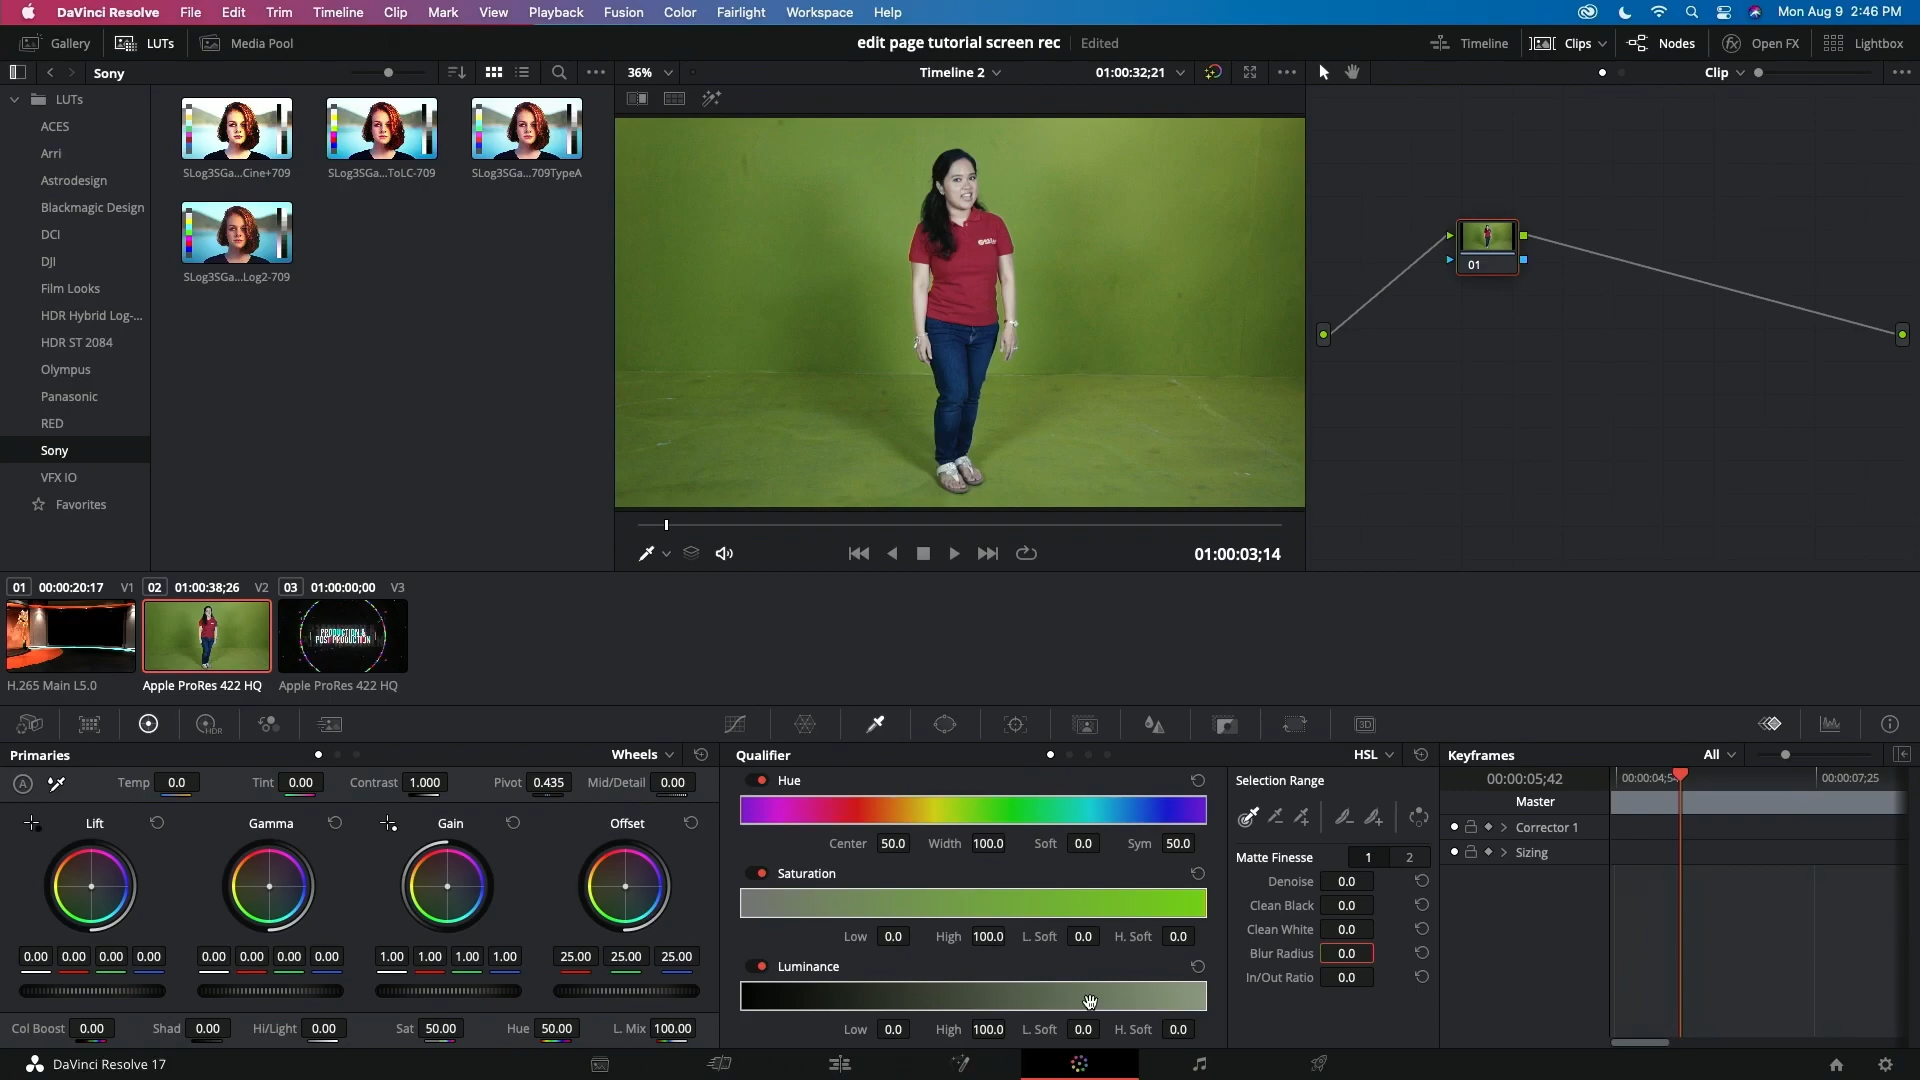 DaVinci Resolve File Edit Trim Timeline Clip Mark View Playback Fusion Color Fairlight Workspace Help Mon Aug 9 2:46 PM
Gallery LUTs Media Pool edit page tutorial screen rec Edited Timeline Clips Nodes Open FX Lightbox
Sony 36% Timeline 2 01:00:32;21 Clip
LUTs
ACES
Arri
Astrodesign
Blackmagic Design
DCI
DJI
Film Looks
HDR Hybrid Log-...
HDR ST 2084
Olympus
Panasonic
RED
Sony
VFX IO
Favorites
SLog3SGa...Cine+709 SLog3SGa...ToLC-709 SLog3SGa...709TypeA
SLog3SGa...Log2-709
01
01:00:03;14
01 00:00:20:17 V1 02 01:00:38;26 V2 03 01:00:00;00 V3
PRODUCTION &
POST PRODUCTION
H.265 Main L5.0 Apple ProRes 422 HQ Apple ProRes 422 HQ
HDR 3D
Primaries Wheels
A Temp 0.0 Tint 0.00 Contrast 1.000 Pivot 0.435 Mid/Detail 0.00
Lift Gamma Gain Offset
0.00 0.00 0.00 0.00 0.00 0.00 0.00 0.00 1.00 1.00 1.00 1.00 25.00 25.00 25.00
Col Boost 0.00 Shad 0.00 Hi/Light 0.00 Sat 50.00 Hue 50.00 L. Mix 100.00
Qualifier HSL
Hue
Center 50.0 Width 100.0 Soft 0.0 Sym 50.0
Saturation
Low 0.0 High 100.0 L. Soft 0.0 H. Soft 0.0
Luminance
Low 0.0 High 100.0 L. Soft 0.0 H. Soft 0.0
Selection Range
Matte Finesse 1 2
Denoise 0.0
Clean Black 0.0
Clean White 0.0
Blur Radius 0.0
In/Out Ratio 0.0
Keyframes All
00:00:05;42 00:00:04;5 00:00:07;25
Master
Corrector 1
Sizing
DaVinci Resolve 17